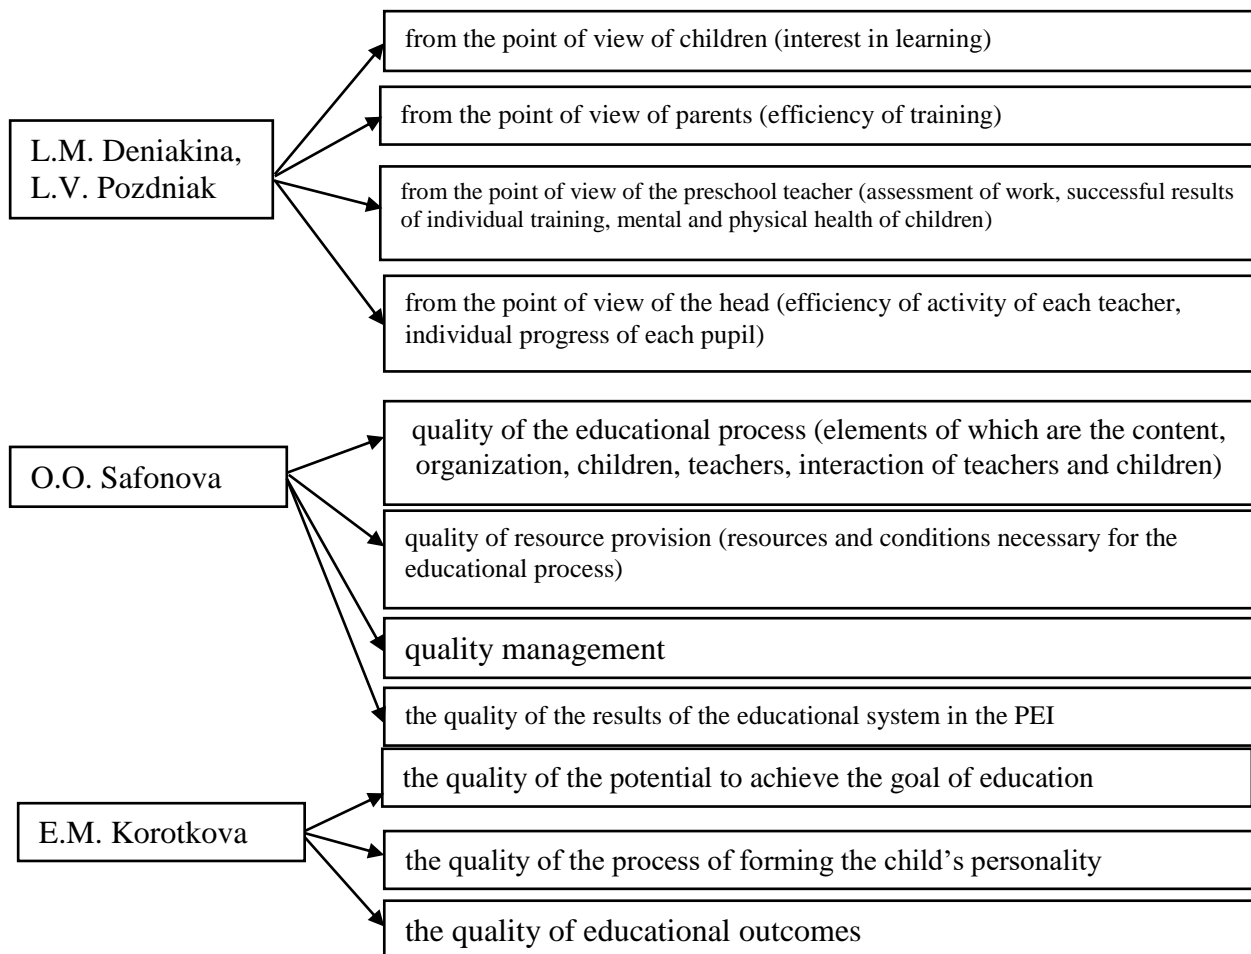 from the point of view of children (interest in learning)
from the point of view of parents (efficiency of training)
L.M. Deniakina,
L.V. Pozdniak
from the point of view of the preschool teacher (assessment of work, successful results
of individual training, mental and physical health of children)
from the point of view of the head (efficiency of activity of each teacher,
individual progress of each pupil)
quality of the educational process (elements of which are the content,
organization, children, teachers, interaction of teachers and children)
O.O. Safonova
quality of resource provision (resources and conditions necessary for the
educational process)
quality management
the quality of the results of the educational system in the PEI
the quality of the potential to achieve the goal of education
E.M. Korotkova
the quality of the process of forming the child’s personality
the quality of educational outcomes